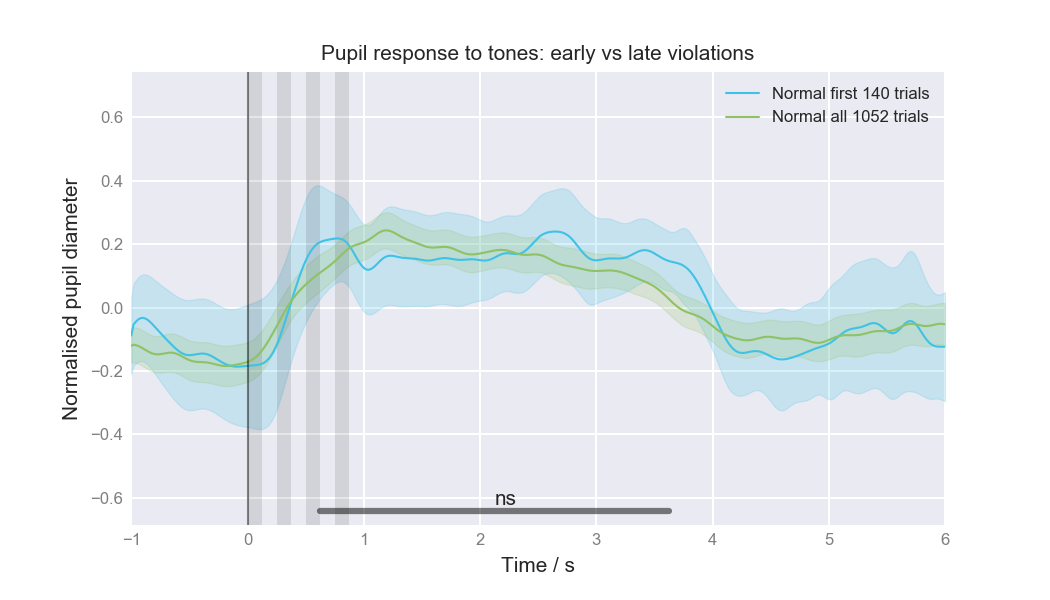 Pupil response to tones: early vs late violations
Normal first 140 trials
Normal all 1052 trials
Normalised pupil diameter
0.6
0.4
0.2
0.0
−0.2
−0.4
−0.6
ns
−1 0 1 2 3 4 5 6
Time / s